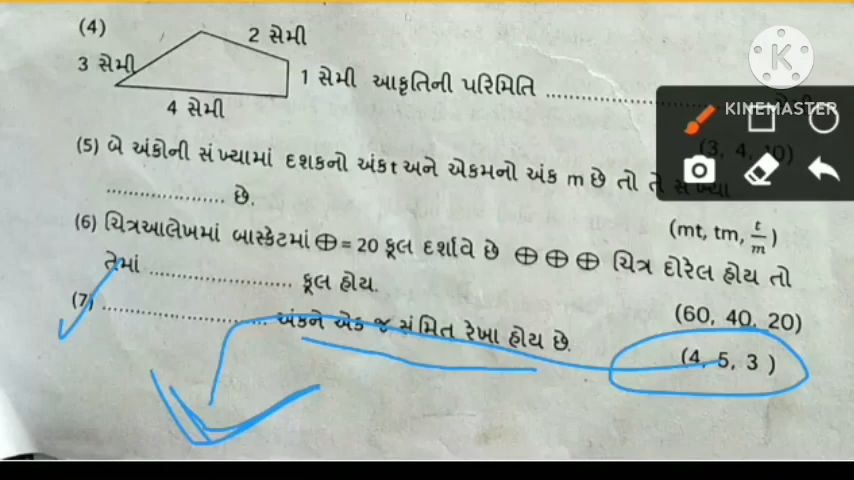 (4)
2 સેમી
3 સેમી
1 સેમી આકૃતિની પરિમિતિ ........................
4 સેમી
KINEMASTER
(3, 4, 10)
(5) બે અંકોની સંખ્યામાં દશકનો અંક t અને એકમનો અંક m છે તો તે સંખ્યા
.................... છે.
(mt, tm, t/m)
(6) ચિત્રઆલેખમાં બાસ્કેટમાં ⊕ = 20 ફૂલ દર્શાવે છે ⊕ ⊕ ⊕ ચિત્ર દોરેલ હોય તો
તેમાં ........................ ફૂલ હોય.
(60, 40, 20)
(7) ........................... અંકને એક જ સંમિત રેખા હોય છે.
(4, 5, 3 )